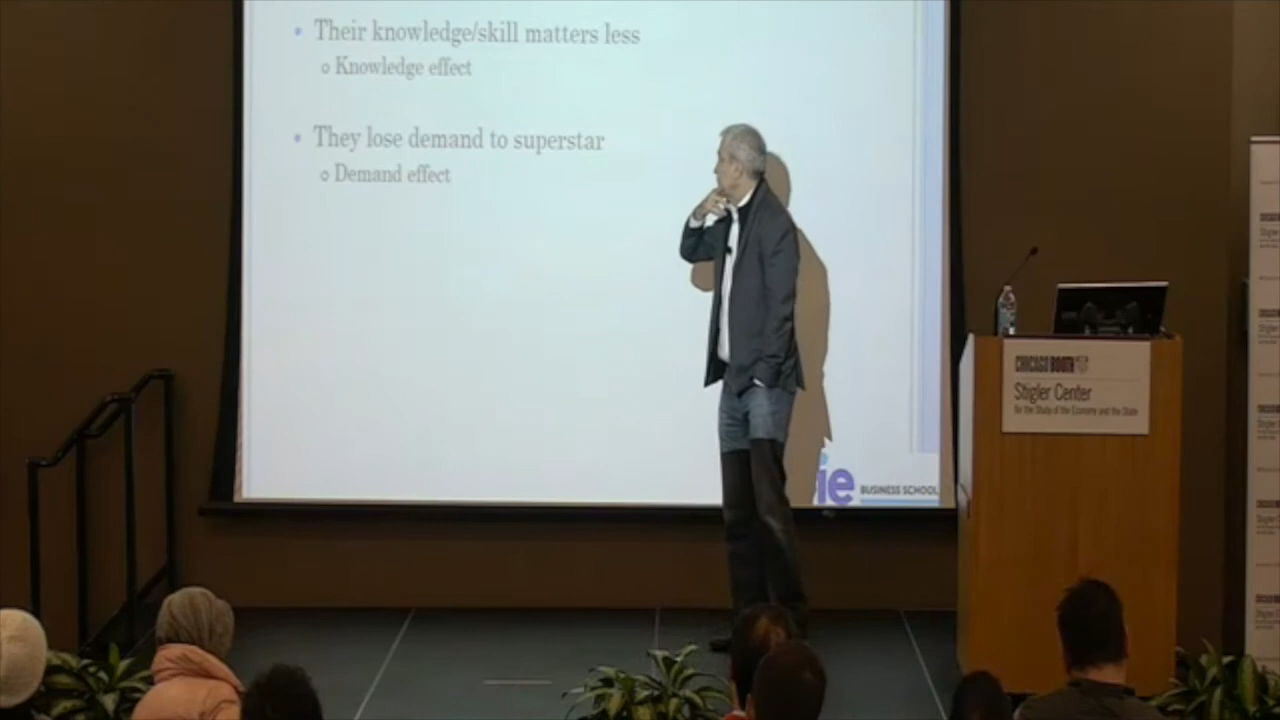 • Their knowledge/skill matters less
o Knowledge effect
• They lose demand to superstar
o Demand effect
ie BUSINESS SCHOOL
CHICAGO BOOTH
Stigler Center
for the Study of the Economy and the State